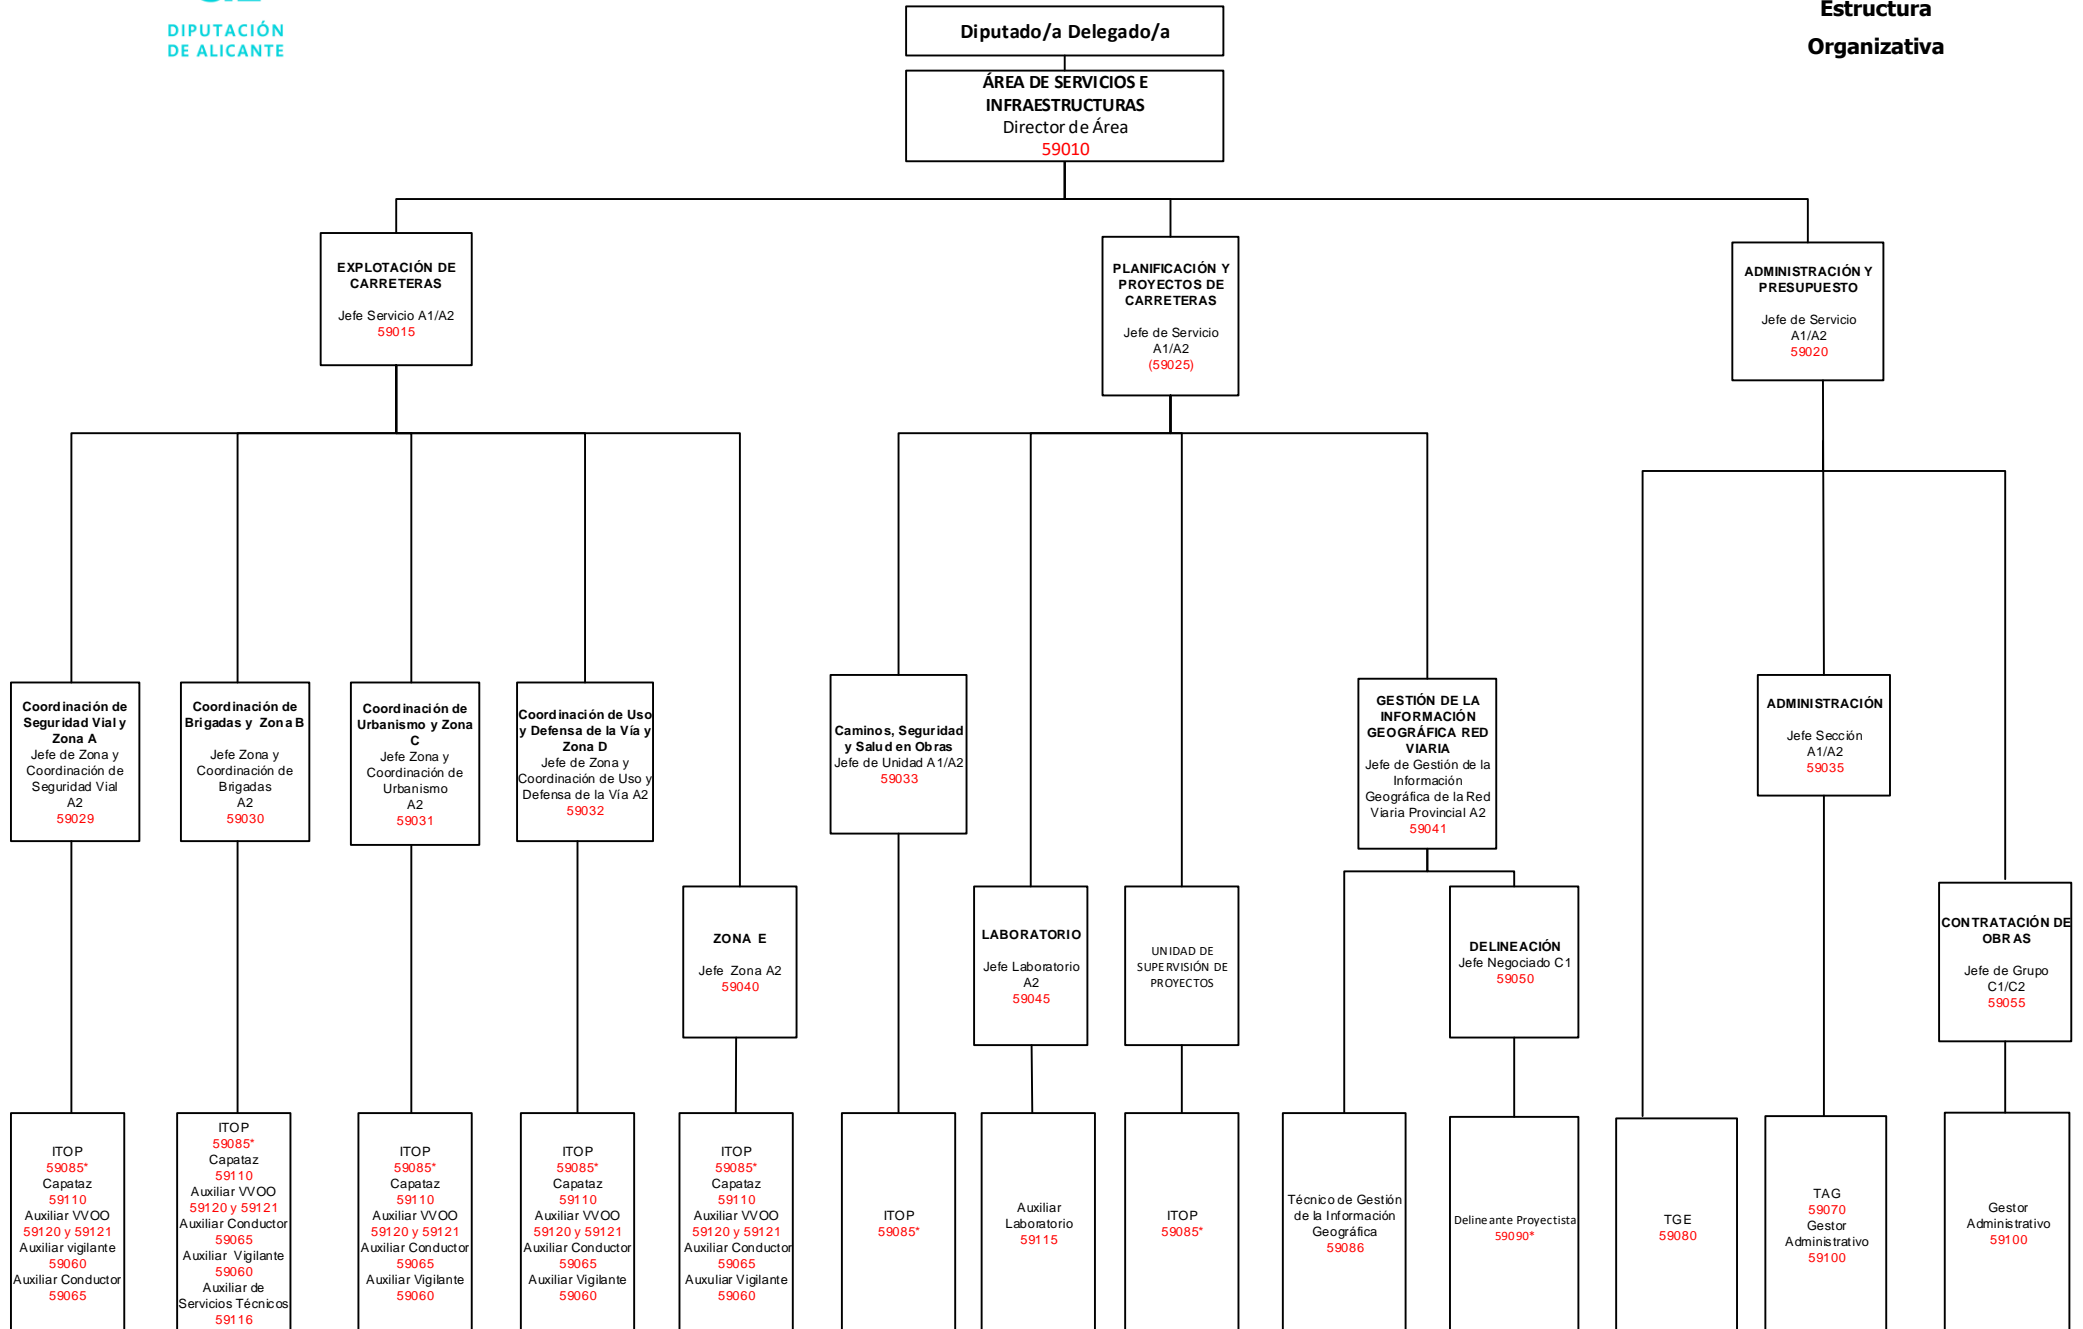 DIPUTACIÓN
DE ALICANTE
Estructura
Organizativa
Diputado/a Delegado/a
ÁREA DE SERVICIOS E
INFRAESTRUCTURAS
Director de Área
59010
EXPLOTACIÓN DE
CARRETERAS
Jefe Servicio A1/A2
59015
PLANIFICACIÓN Y
PROYECTOS DE
CARRETERAS
Jefe de Servicio
A1/A2
(59025)
ADMINISTRACIÓN Y
PRESUPUESTO
Jefe de Servicio
A1/A2
59020
Coordinación de
Seguridad Vial y
Zona A
Jefe de Zona y
Coordinación de
Seguridad Vial
A2
59029
Coordinación de
Brigadas y Zona B
Jefe Zona y
Coordinación de
Brigadas
A2
59030
Coordinación de
Urbanismo y Zona
C
Jefe Zona y
Coordinación de
Urbanismo
A2
59031
Coordinación de Uso
y Defensa de la Vía y
Zona D
Jefe de Zona y
Coordinación de Uso y
Defensa de la Vía A2
59032
ZONA E
Jefe Zona A2
59040
Caminos, Seguridad
y Salud en Obras
Jefe de Unidad A1/A2
59033
LABORATORIO
Jefe Laboratorio
A2
59045
UNIDAD DE
SUPERVISIÓN DE
PROYECTOS
GESTIÓN DE LA
INFORMACIÓN
GEOGRÁFICA RED
VIARIA
Jefe de Gestión de la
Información
Geográfica de la Red
Viaria Provincial A2
59041
DELINEACIÓN
Jefe Negociado C1
59050
ADMINISTRACIÓN
Jefe Sección
A1/A2
59035
CONTRATACIÓN DE
OBRAS
Jefe de Grupo
C1/C2
59055
ITOP
59085*
Capataz
59110
Auxiliar VVOO
59120 y 59121
Auxiliar vigilante
59060
Auxiliar Conductor
59065
ITOP
59085*
Capataz
59110
Auxiliar VVOO
59120 y 59121
Auxiliar Conductor
59065
Auxiliar Vigilante
59060
Auxiliar de
Servicios Técnicos
59116
ITOP
59085*
Capataz
59110
Auxiliar VVOO
59120 y 59121
Auxiliar Conductor
59065
Auxiliar Vigilante
59060
ITOP
59085*
Capataz
59110
Auxiliar VVOO
59120 y 59121
Auxiliar Conductor
59065
Auxiliar Vigilante
59060
ITOP
59085*
Capataz
59110
Auxiliar VVOO
59120 y 59121
Auxiliar Conductor
59065
Auxuliar Vigilante
59060
ITOP
59085*
Auxiliar
Laboratorio
59115
ITOP
59085*
Técnico de Gestión
de la Información
Geográfica
59086
Delineante Proyectista
59090*
TGE
59080
TAG
59070
Gestor
Administrativo
59100
Gestor
Administrativo
59100